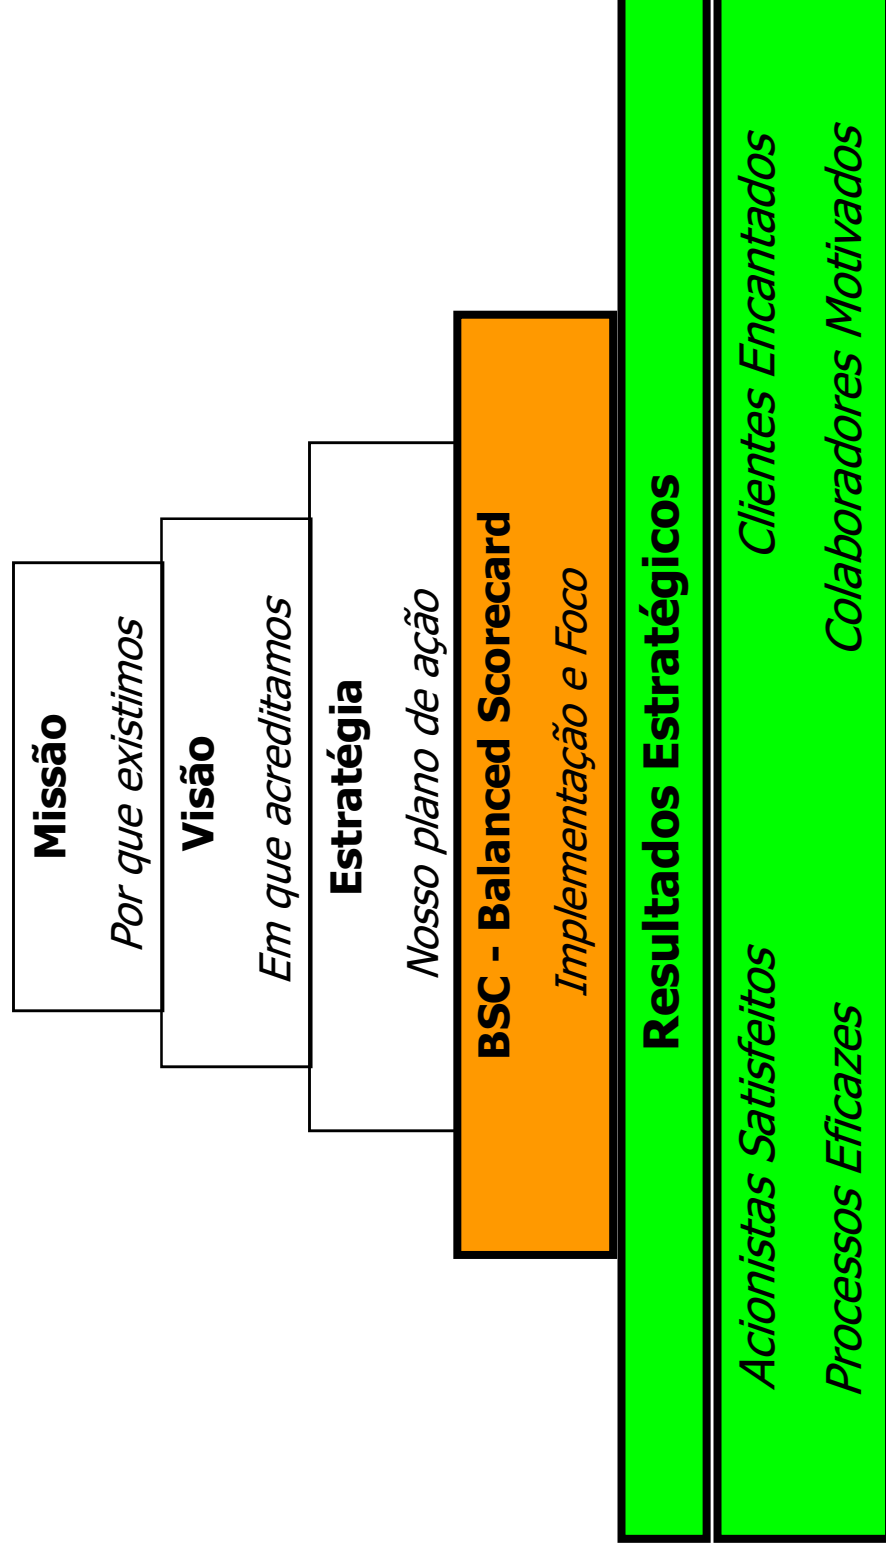 Missão
Por que existimos
Visão
Em que acreditamos
Estratégia
Nosso plano de ação
BSC - Balanced Scorecard
Implementação e Foco
Resultados Estratégicos
Acionistas Satisfeitos Clientes Encantados
Processos Eficazes Colaboradores Motivados